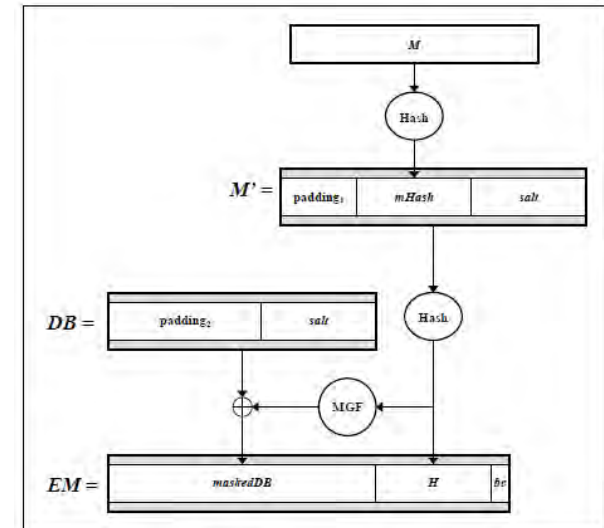 M
Hash
M' = padding₁ mHash salt
DB = padding₂ salt
Hash
MGF
EM = maskedDB H bc